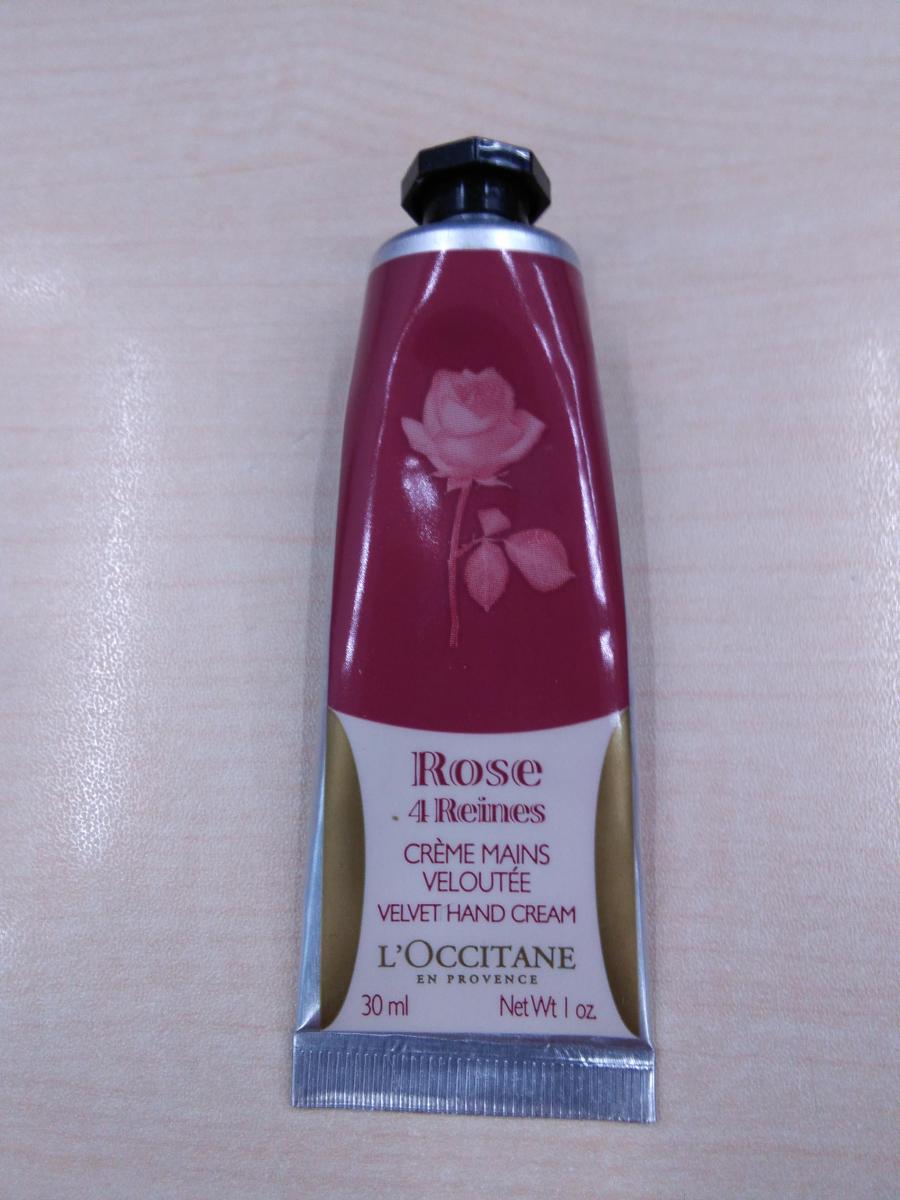 Rose
4 Reines
CRÈME MAINS
VELOUTÉE
VELVET HAND CREAM
L'OCCITANE
EN PROVENCE
30 ml Net Wt 1 oz.